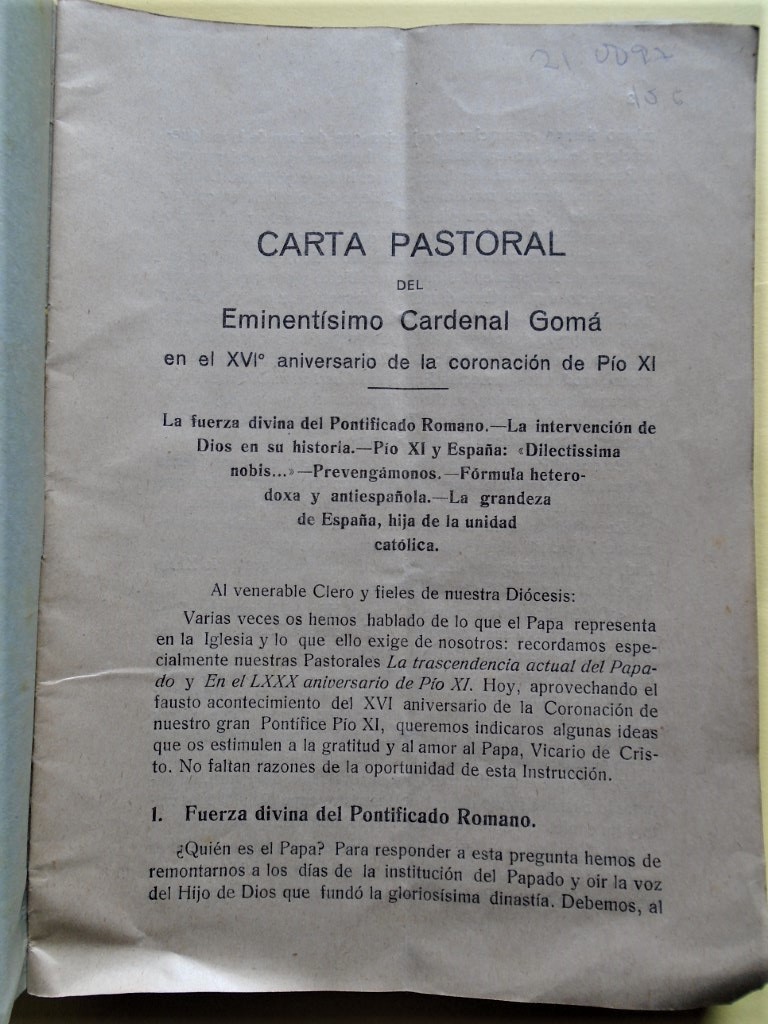 CARTA PASTORAL
DEL
Eminentísimo Cardenal Gomá
en el XVIº aniversario de la coronación de Pío XI
La fuerza divina del Pontificado Romano.—La intervención de
Dios en su historia.—Pío XI y España: «Dilectissima
nobis...»—Prevengámonos.—Fórmula hetero-
doxa y antiespañola.—La grandeza
de España, hija de la unidad
católica.
Al venerable Clero y fieles de nuestra Diócesis:
Varias veces os hemos hablado de lo que el Papa representa
en la Iglesia y lo que ello exige de nosotros: recordamos espe-
cialmente nuestras Pastorales La trascendencia actual del Papa-
do y En el LXXX aniversario de Pío XI. Hoy, aprovechando el
fausto acontecimiento del XVI aniversario de la Coronación de
nuestro gran Pontífice Pío XI, queremos indicaros algunas ideas
que os estimulen a la gratitud y al amor al Papa, Vicario de Cris-
to. No faltan razones de la oportunidad de esta Instrucción.
1. Fuerza divina del Pontificado Romano.
¿Quién es el Papa? Para responder a esta pregunta hemos de
remontarnos a los días de la institución del Papado y oir la voz
del Hijo de Dios que fundó la gloriosísima dinastía. Debemos, al